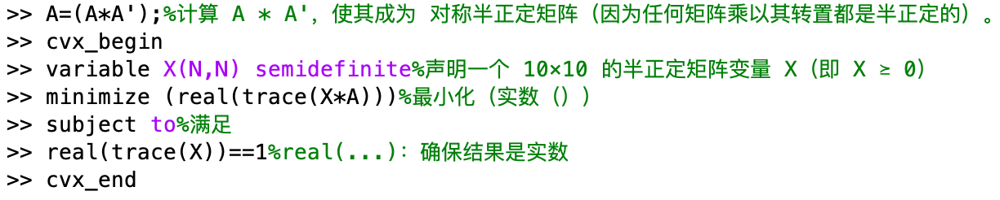 >> A=(A*A');%计算 A * A'，使其成为 对称半正定矩阵（因为任何矩阵乘以其转置都是半正定的）。
>> cvx_begin
>> variable X(N,N) semidefinite%声明一个 10×10 的半正定矩阵变量 X（即 X ≥ 0）
>> minimize (real(trace(X*A)))%最小化（实数（））
>> subject to%满足
>> real(trace(X))==1%real(...)：确保结果是实数
>> cvx_end